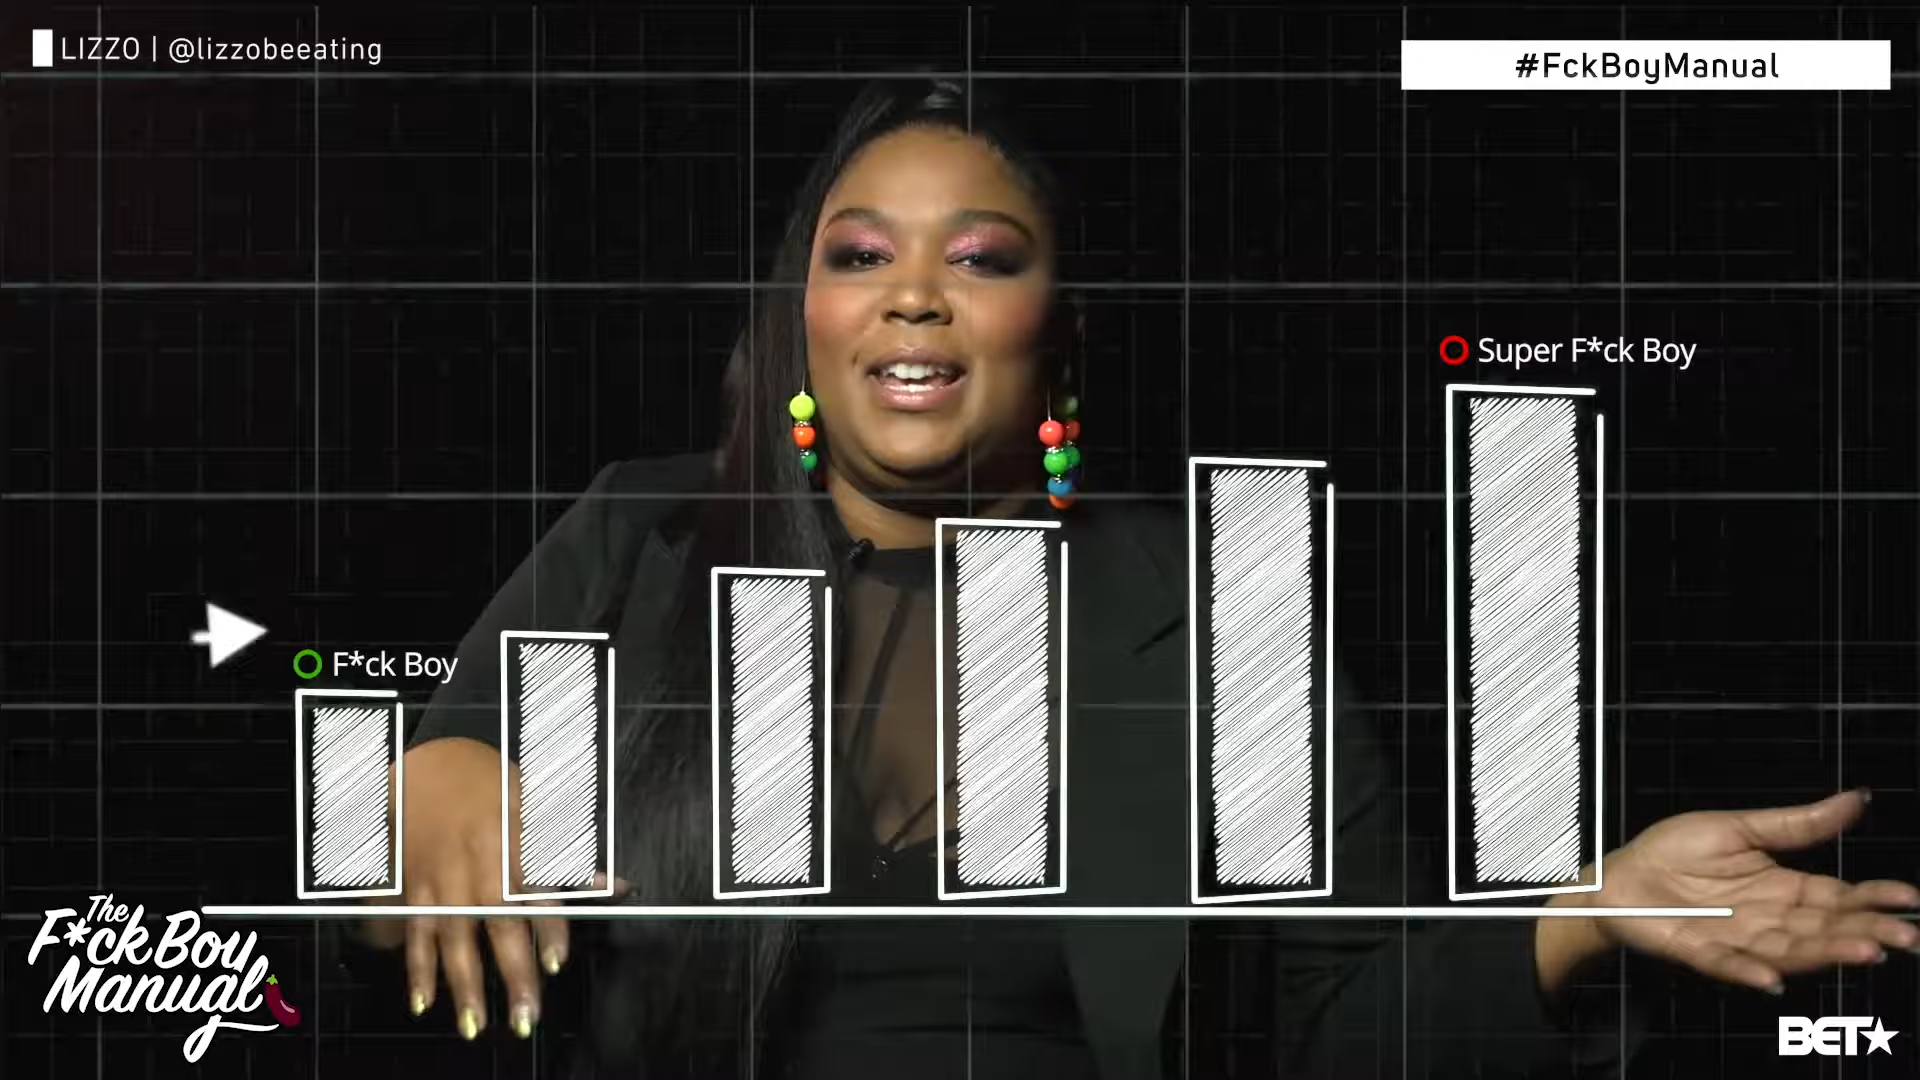 LIZZO | @lizzobeeating
#FckBoyManual
Super F*ck Boy
F*ck Boy
The
F*ck Boy
Manual
BET